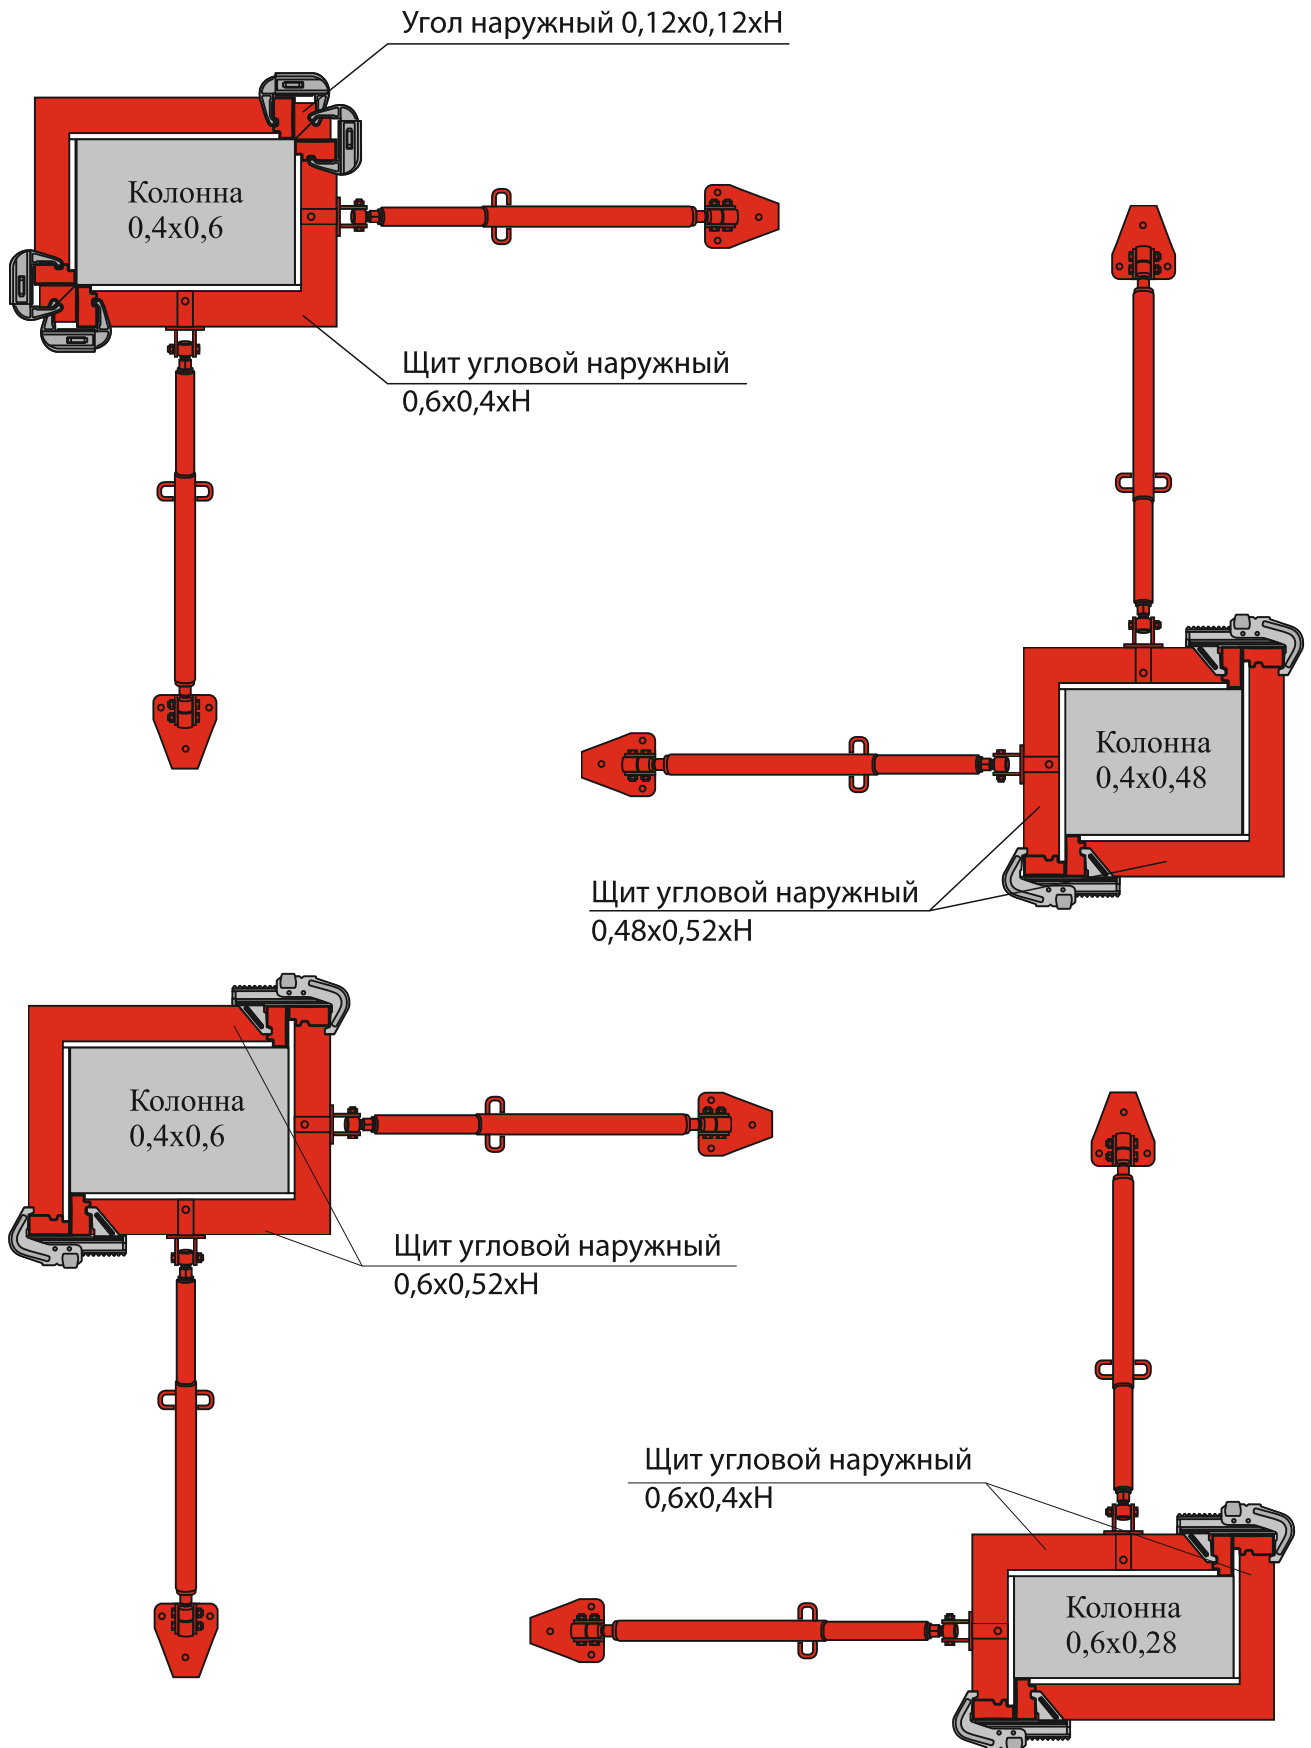 Угол наружный 0,12х0,12хН
Колонна
0,4х0,6
Щит угловой наружный
0,6х0,4хН
Колонна
0,4х0,48
Щит угловой наружный
0,48х0,52хН
Колонна
0,4х0,6
Щит угловой наружный
0,6х0,52хН
Щит угловой наружный
0,6х0,4хН
Колонна
0,6х0,28